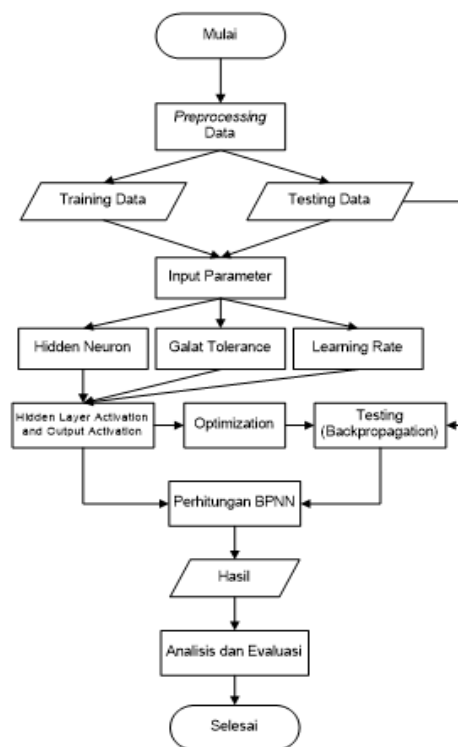 Mulai
Preprocessing
Data
Training Data
Testing Data
Input Parameter
Hidden Neuron
Galat Tolerance
Learning Rate
Hidden Layer Activation
and Output Activation
Optimization
Testing
(Backpropagation)
Perhitungan BPNN
Hasil
Analisis dan Evaluasi
Selesai